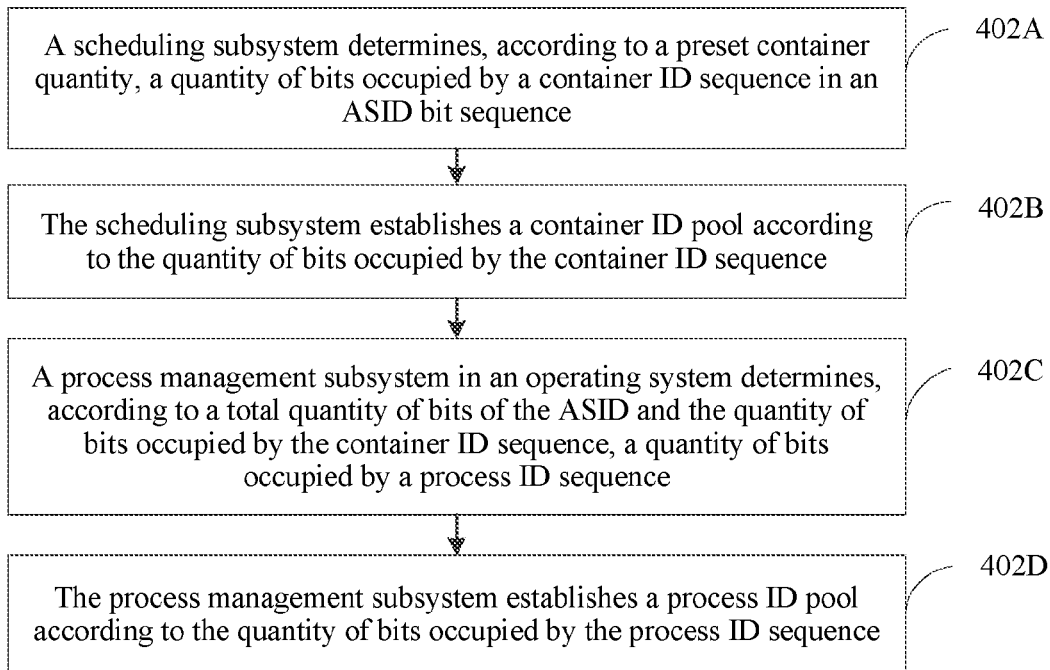 A scheduling subsystem determines, according to a preset container
quantity, a quantity of bits occupied by a container ID sequence in an
ASID bit sequence
402A
The scheduling subsystem establishes a container ID pool according
to the quantity of bits occupied by the container ID sequence
402B
A process management subsystem in an operating system determines,
according to a total quantity of bits of the ASID and the quantity of
bits occupied by the container ID sequence, a quantity of bits
occupied by a process ID sequence
402C
The process management subsystem establishes a process ID pool
according to the quantity of bits occupied by the process ID sequence
402D